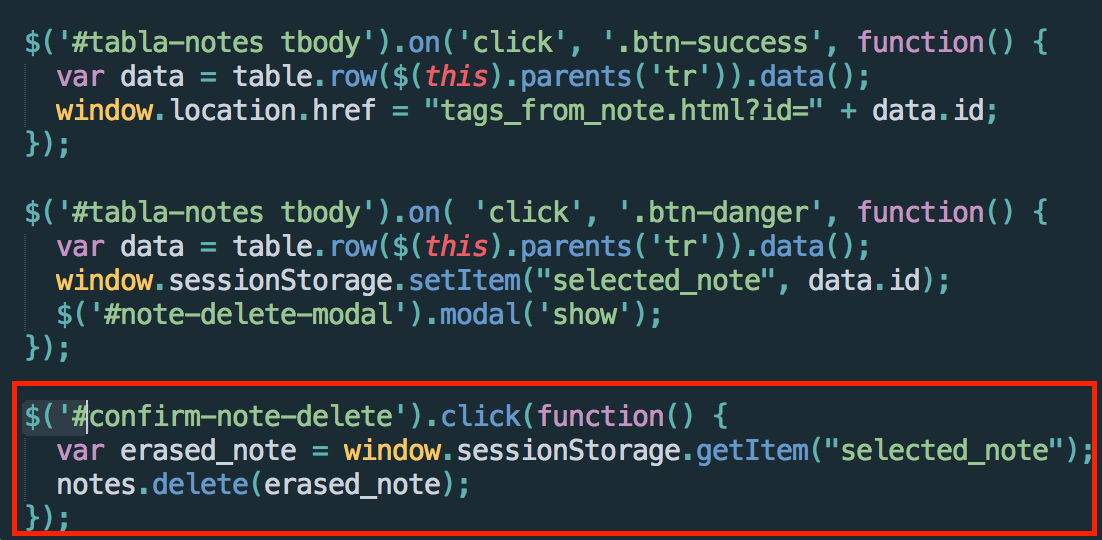 $('#tabla-notes tbody').on('click', '.btn-success', function() {
  var data = table.row($(this).parents('tr')).data();
  window.location.href = "tags_from_note.html?id=" + data.id;
});

$('#tabla-notes tbody').on( 'click', '.btn-danger', function() {
  var data = table.row($(this).parents('tr')).data();
  window.sessionStorage.setItem("selected_note", data.id);
  $('#note-delete-modal').modal('show');
});

$('#confirm-note-delete').click(function() {
  var erased_note = window.sessionStorage.getItem("selected_note");
  notes.delete(erased_note);
});